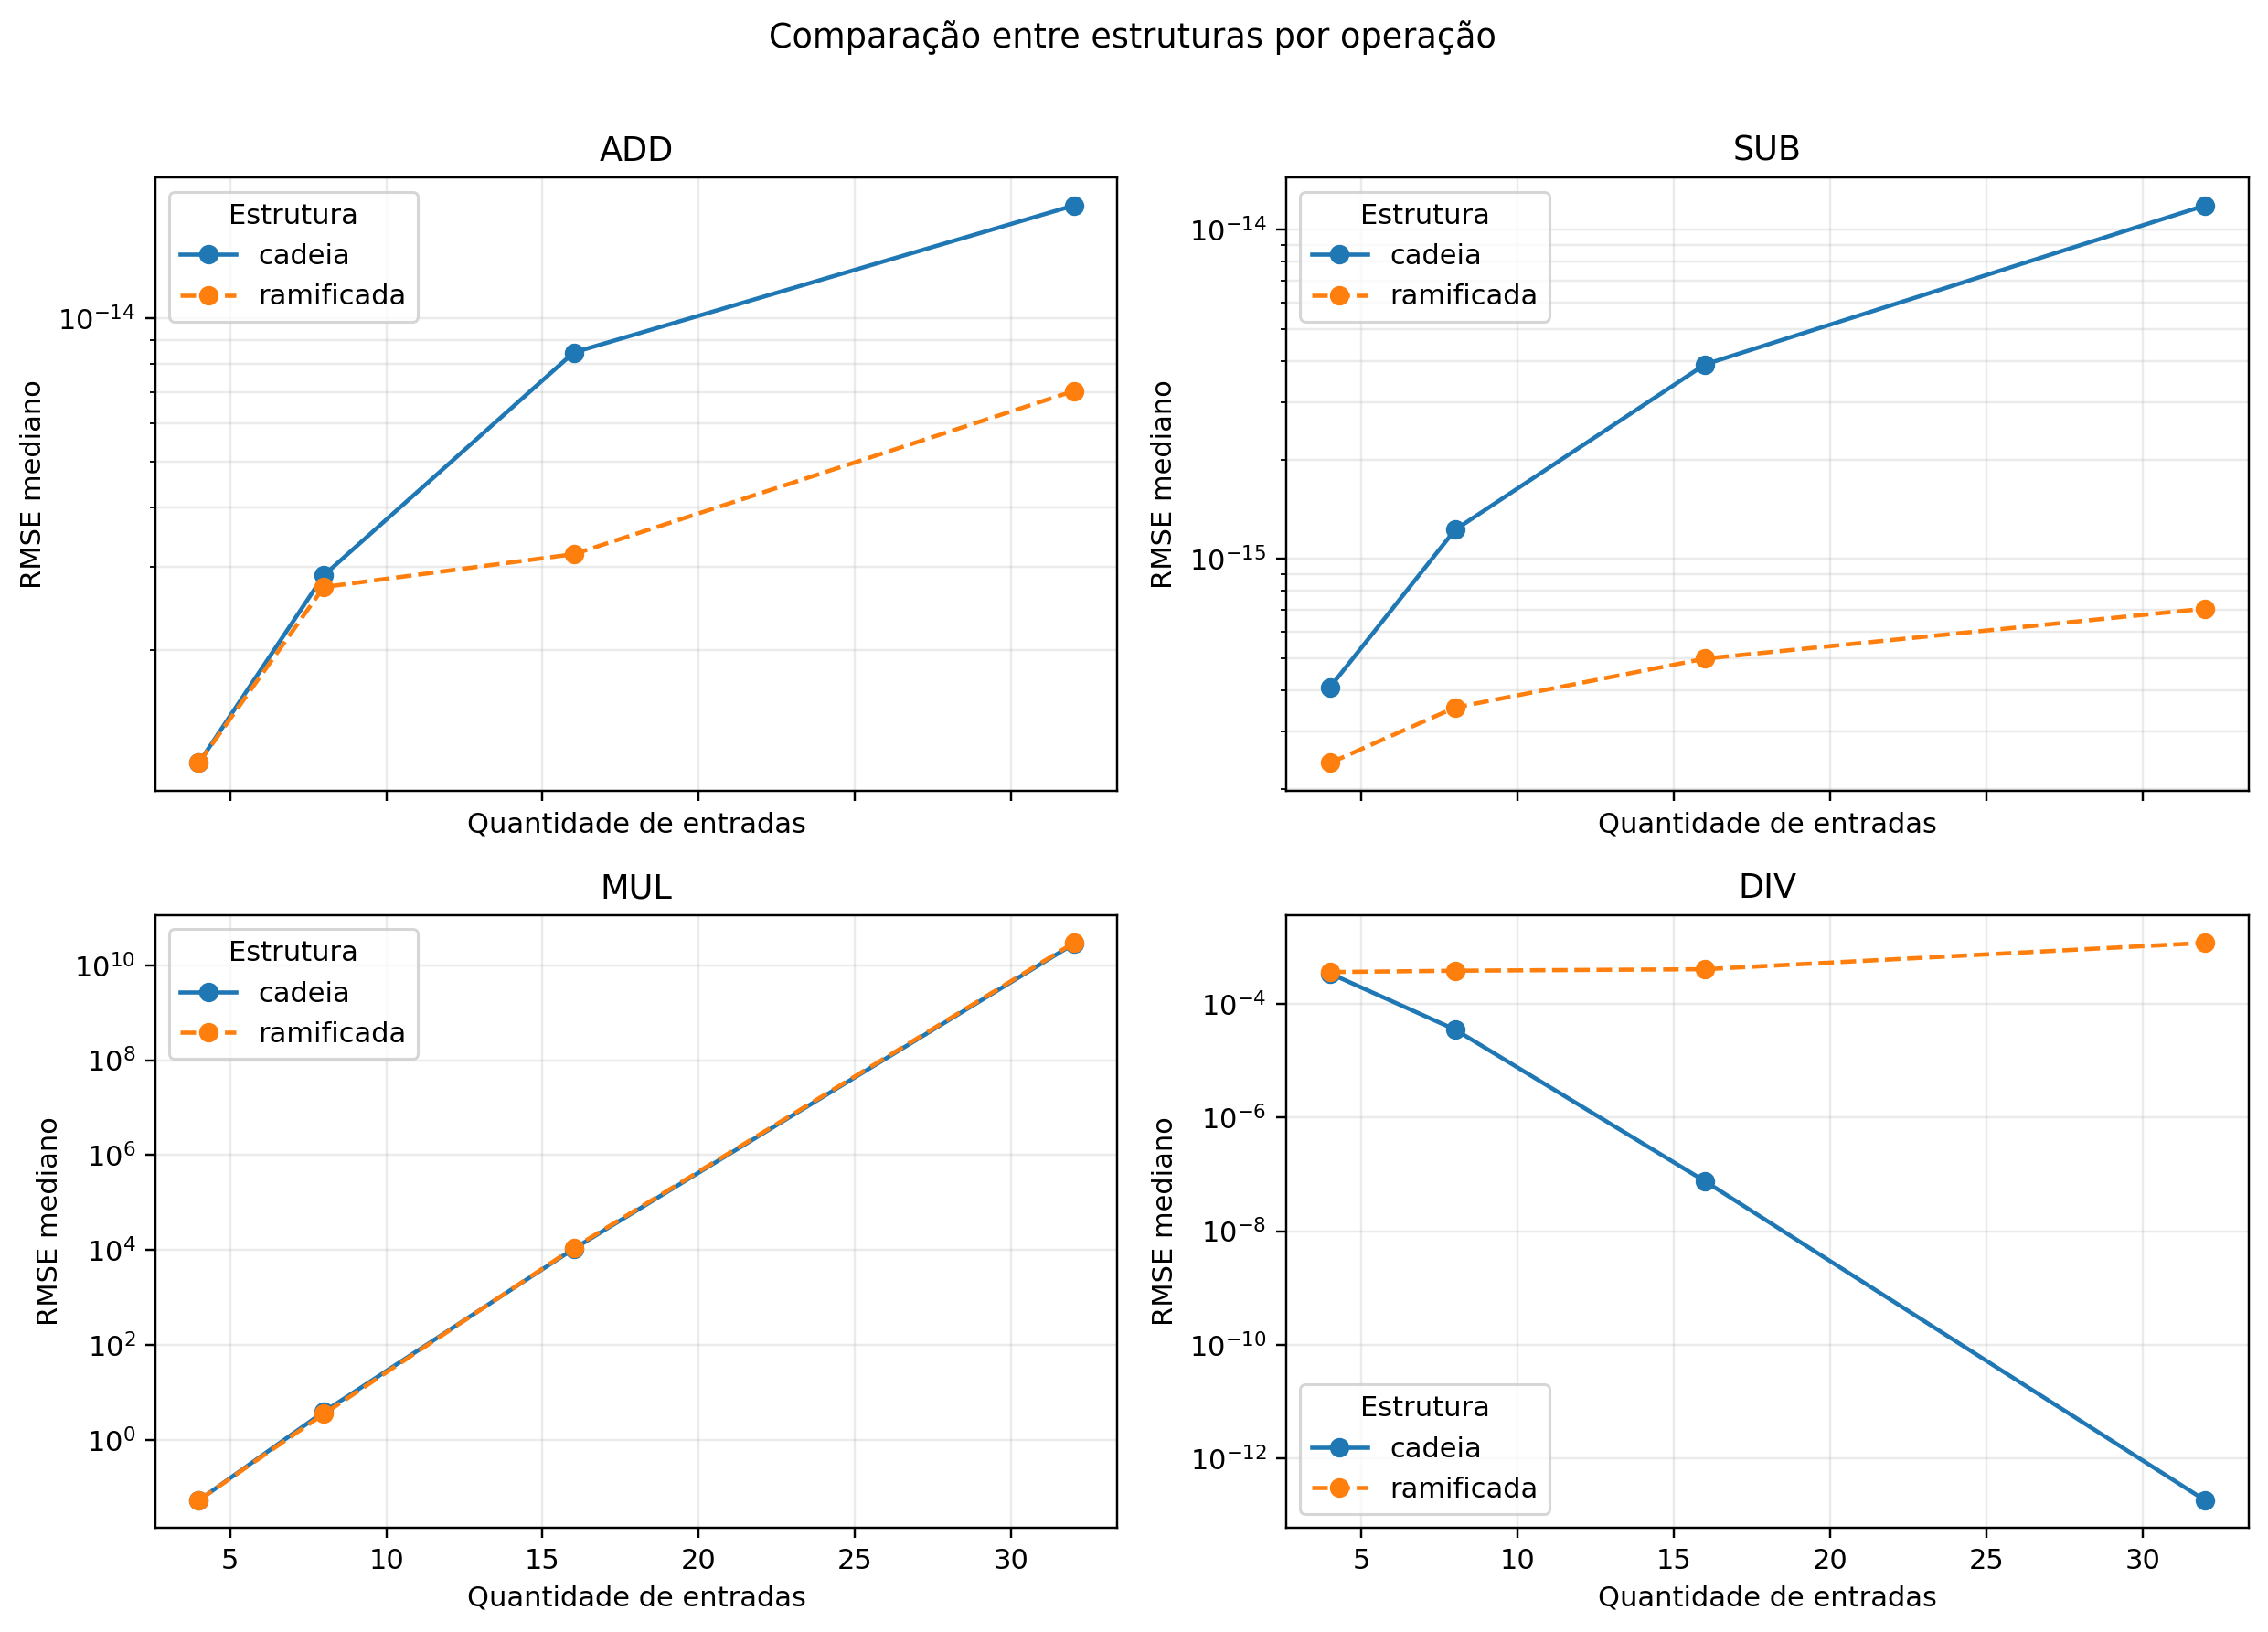 Comparação entre estruturas por operação
ADD
Estrutura
cadeia
ramificada
10⁻¹⁴
RMSE mediano
Quantidade de entradas
SUB
Estrutura
cadeia
ramificada
10⁻¹⁴
10⁻¹⁵
RMSE mediano
Quantidade de entradas
MUL
Estrutura
cadeia
ramificada
10¹⁰
10⁸
10⁶
10⁴
10²
10⁰
RMSE mediano
5 10 15 20 25 30
Quantidade de entradas
DIV
10⁻⁴
10⁻⁶
10⁻⁸
10⁻¹⁰
10⁻¹²
RMSE mediano
Estrutura
cadeia
ramificada
5 10 15 20 25 30
Quantidade de entradas